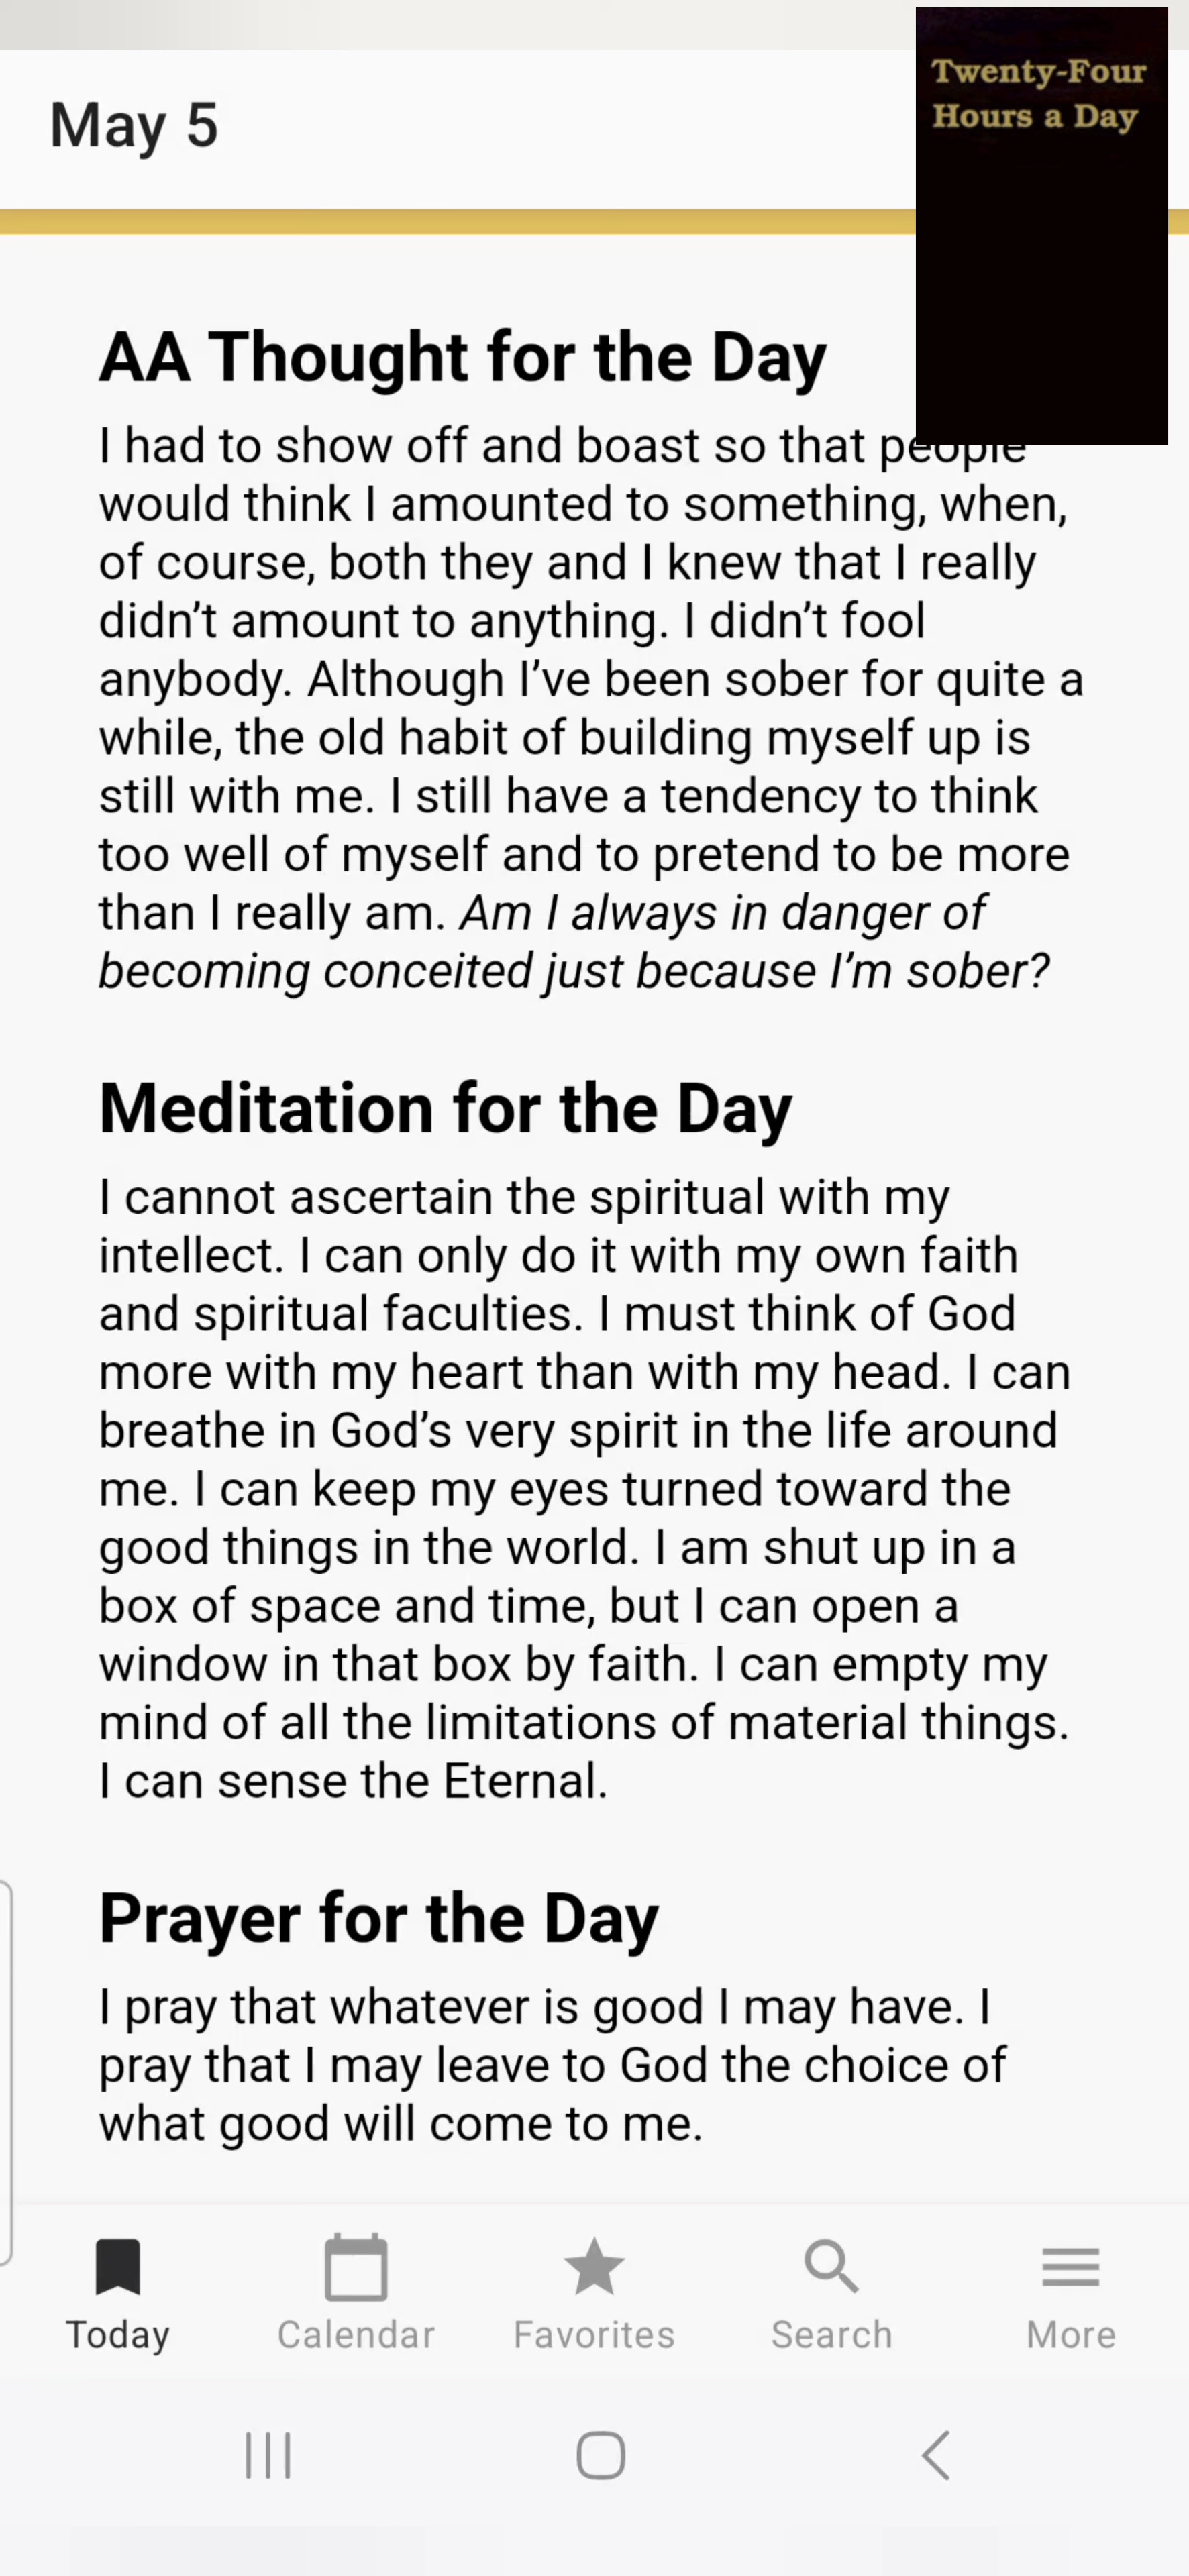 May 5
Twenty-Four
Hours a Day
AA Thought for the Day
I had to show off and boast so that people
would think I amounted to something, when,
of course, both they and I knew that I really
didn’t amount to anything. I didn’t fool
anybody. Although I’ve been sober for quite a
while, the old habit of building myself up is
still with me. I still have a tendency to think
too well of myself and to pretend to be more
than I really am. Am I always in danger of
becoming conceited just because I’m sober?
Meditation for the Day
I cannot ascertain the spiritual with my
intellect. I can only do it with my own faith
and spiritual faculties. I must think of God
more with my heart than with my head. I can
breathe in God’s very spirit in the life around
me. I can keep my eyes turned toward the
good things in the world. I am shut up in a
box of space and time, but I can open a
window in that box by faith. I can empty my
mind of all the limitations of material things.
I can sense the Eternal.
Prayer for the Day
I pray that whatever is good I may have. I
pray that I may leave to God the choice of
what good will come to me.
Today
Calendar
Favorites
Search
More